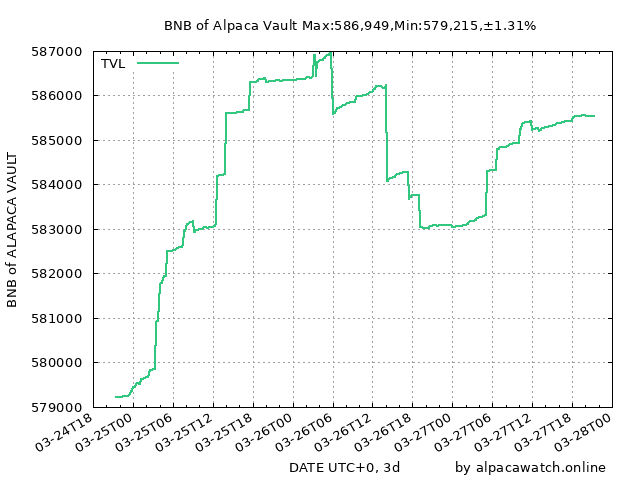 BNB of Alpaca Vault Max:586,949,Min:579,215,±1.31%
TVL
587000
586000
585000
584000
583000
582000
581000
580000
579000
BNB of ALAPACA VAULT
03-24T18
03-25T00
03-25T06
03-25T12
03-25T18
03-26T00
03-26T06
03-26T12
03-26T18
03-27T00
03-27T06
03-27T12
03-27T18
03-28T00
DATE UTC+0, 3d
by alpacawatch.online